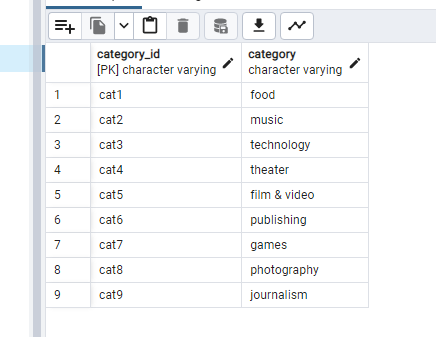 category_id category
[PK] character varying character varying
1 cat1 food
2 cat2 music
3 cat3 technology
4 cat4 theater
5 cat5 film & video
6 cat6 publishing
7 cat7 games
8 cat8 photography
9 cat9 journalism